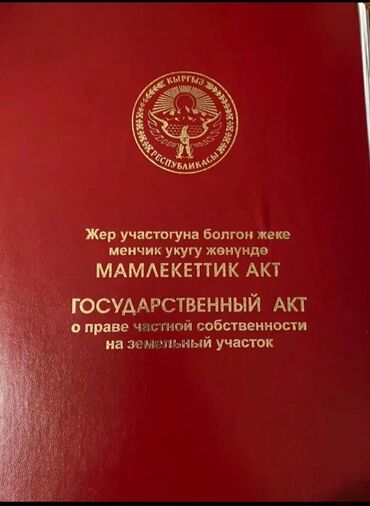 КЫРГЫЗ
РЕСПУБЛИКАСЫ
Жер участогуна болгон жеке
менчик укугу жөнүндө
МАМЛЕКЕТТИК АКТ
ГОСУДАРСТВЕННЫЙ АКТ
о праве частной собственности
на земельный участок